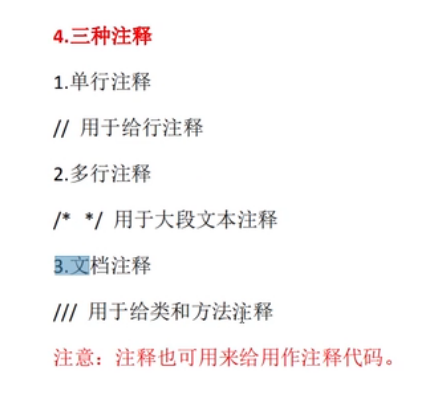 4.三种注释
1.单行注释
// 用于给行注释
2.多行注释
/* */ 用于大段文本注释
3.文档注释
/// 用于给类和方法注释
注意：注释也可用来给用作注释代码。